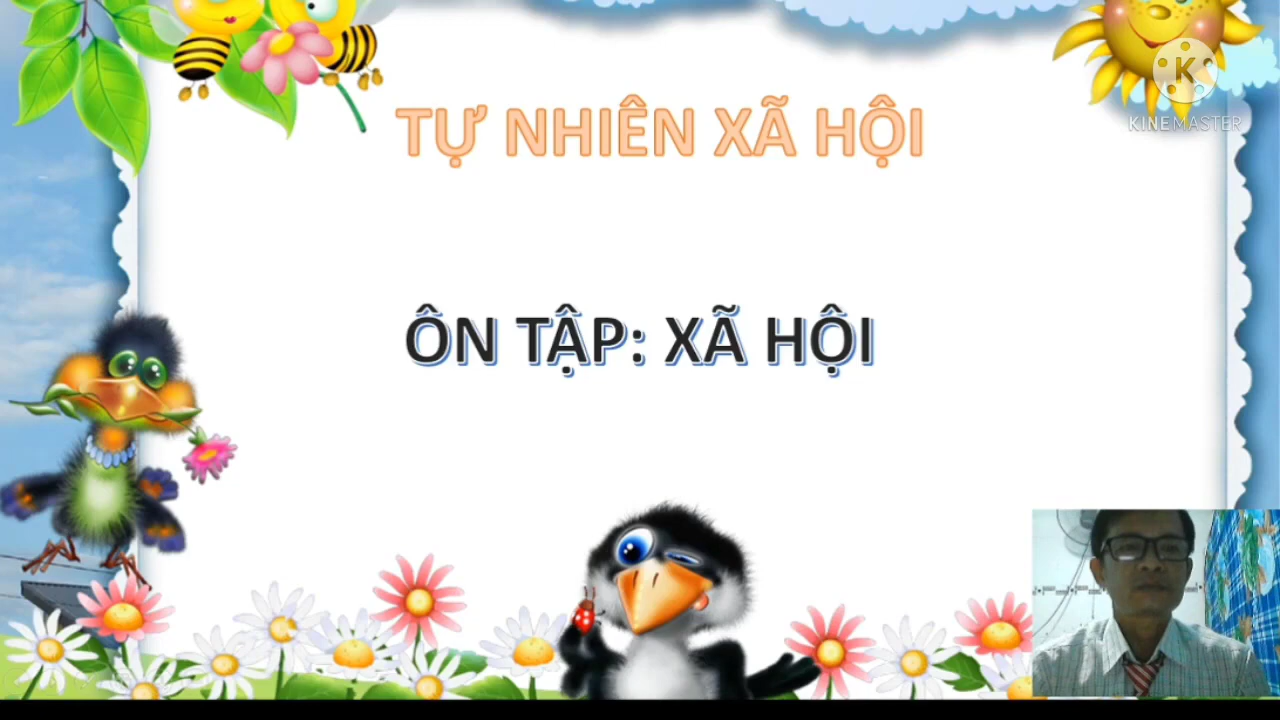 TỰ NHIÊN XÃ HỘI
K
KINEMASTER
ÔN TẬP: XÃ HỘI